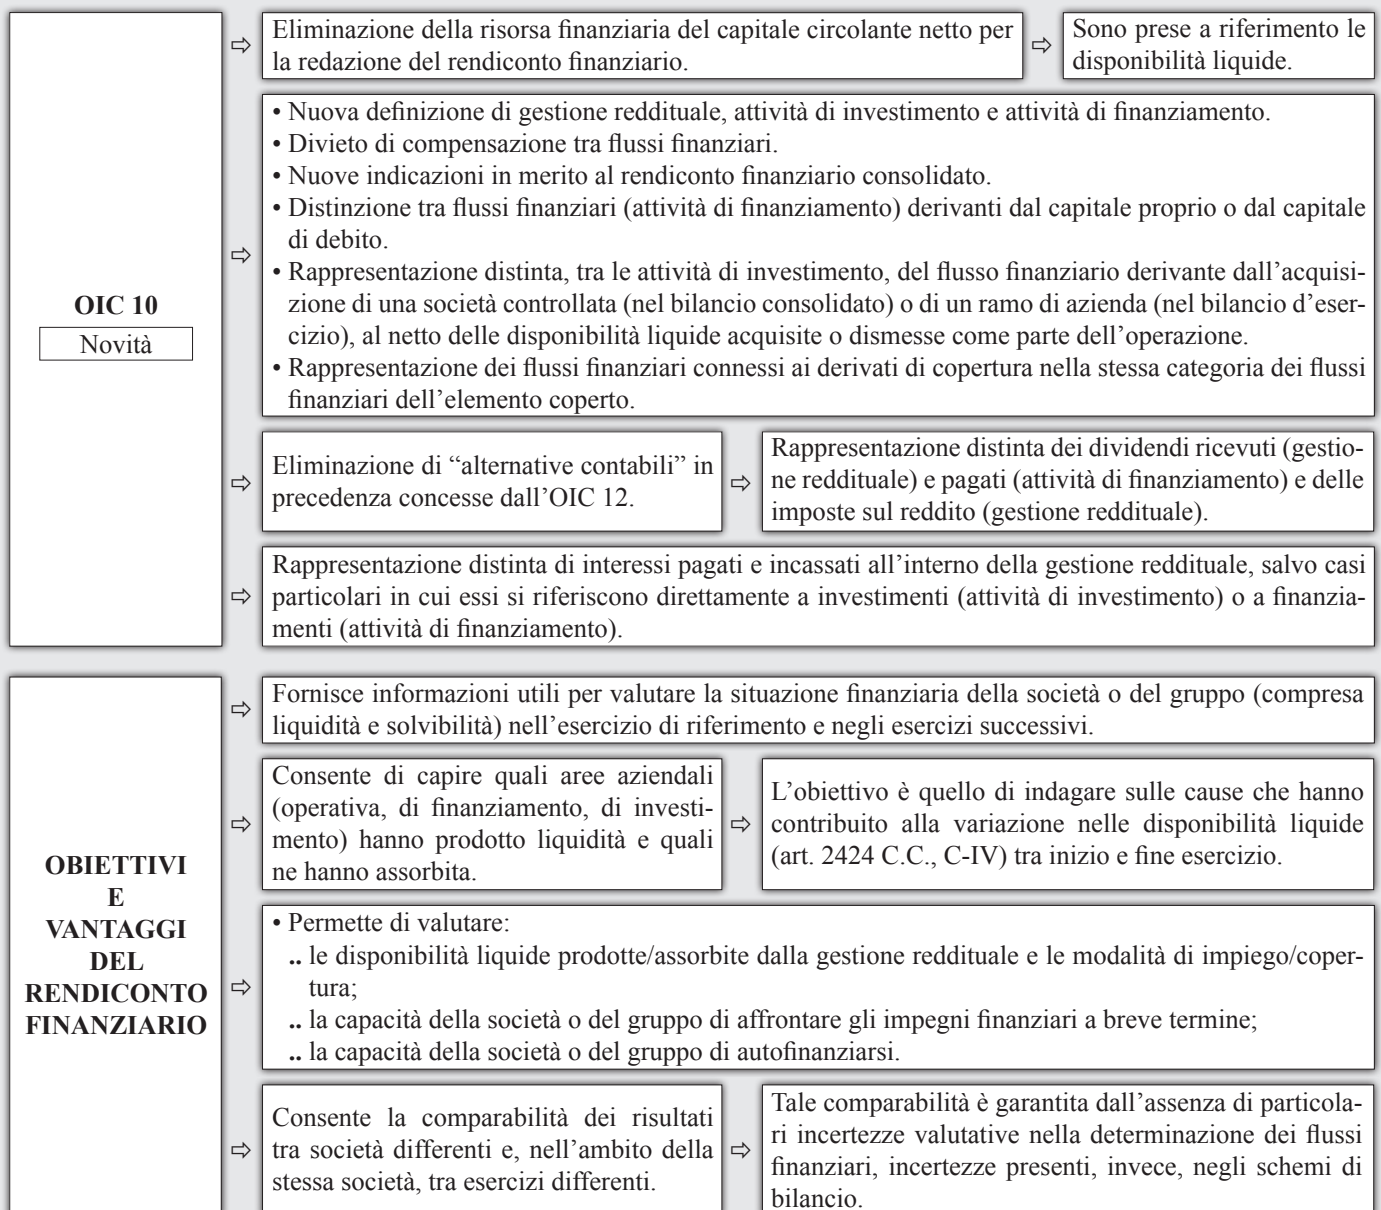 OIC 10
Novità
⇨
Eliminazione della risorsa finanziaria del capitale circolante netto per
la redazione del rendiconto finanziario.
⇨
Sono prese a riferimento le
disponibilità liquide.
⇨
• Nuova definizione di gestione reddituale, attività di investimento e attività di finanziamento.
• Divieto di compensazione tra flussi finanziari.
• Nuove indicazioni in merito al rendiconto finanziario consolidato.
• Distinzione tra flussi finanziari (attività di finanziamento) derivanti dal capitale proprio o dal capitale
di debito.
• Rappresentazione distinta, tra le attività di investimento, del flusso finanziario derivante dall’acquisi-
zione di una società controllata (nel bilancio consolidato) o di un ramo di azienda (nel bilancio d’eser-
cizio), al netto delle disponibilità liquide acquisite o dismesse come parte dell’operazione.
• Rappresentazione dei flussi finanziari connessi ai derivati di copertura nella stessa categoria dei flussi
finanziari dell’elemento coperto.
⇨
Eliminazione di “alternative contabili” in
precedenza concesse dall’OIC 12.
⇨
Rappresentazione distinta dei dividendi ricevuti (gestio-
ne reddituale) e pagati (attività di finanziamento) e delle
imposte sul reddito (gestione reddituale).
⇨
Rappresentazione distinta di interessi pagati e incassati all’interno della gestione reddituale, salvo casi
particolari in cui essi si riferiscono direttamente a investimenti (attività di investimento) o a finanzia-
menti (attività di finanziamento).
OBIETTIVI
E
VANTAGGI
DEL
RENDICONTO
FINANZIARIO
⇨
Fornisce informazioni utili per valutare la situazione finanziaria della società o del gruppo (compresa
liquidità e solvibilità) nell’esercizio di riferimento e negli esercizi successivi.
⇨
Consente di capire quali aree aziendali
(operativa, di finanziamento, di investi-
mento) hanno prodotto liquidità e quali
ne hanno assorbita.
⇨
L’obiettivo è quello di indagare sulle cause che hanno
contribuito alla variazione nelle disponibilità liquide
(art. 2424 C.C., C-IV) tra inizio e fine esercizio.
⇨
• Permette di valutare:
.. le disponibilità liquide prodotte/assorbite dalla gestione reddituale e le modalità di impiego/coper-
tura;
.. la capacità della società o del gruppo di affrontare gli impegni finanziari a breve termine;
.. la capacità della società o del gruppo di autofinanziarsi.
⇨
Consente la comparabilità dei risultati
tra società differenti e, nell’ambito della
stessa società, tra esercizi differenti.
⇨
Tale comparabilità è garantita dall’assenza di particola-
ri incertezze valutative nella determinazione dei flussi
finanziari, incertezze presenti, invece, negli schemi di
bilancio.